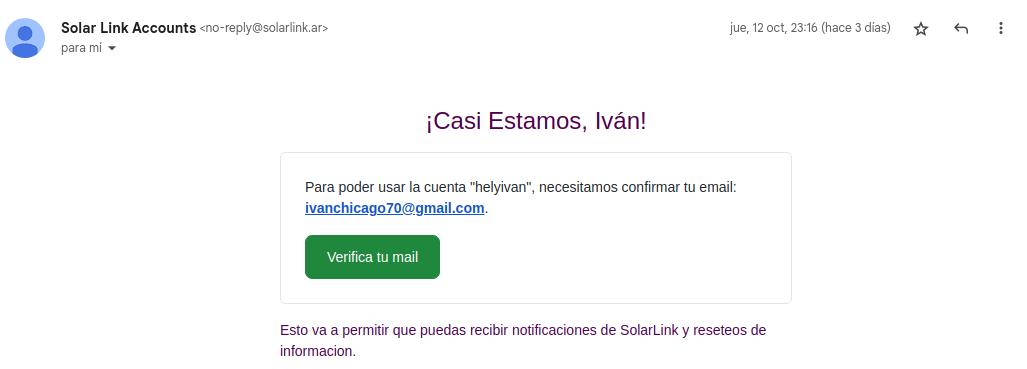 Solar Link Accounts <no-reply@solarlink.ar>
jue, 12 oct, 23:16 (hace 3 días)
para mí
¡Casi Estamos, Iván!
Para poder usar la cuenta "helyivan", necesitamos confirmar tu email:
ivanchicago70@gmail.com.
Verifica tu mail
Esto va a permitir que puedas recibir notificaciones de SolarLink y reseteos de
informacion.